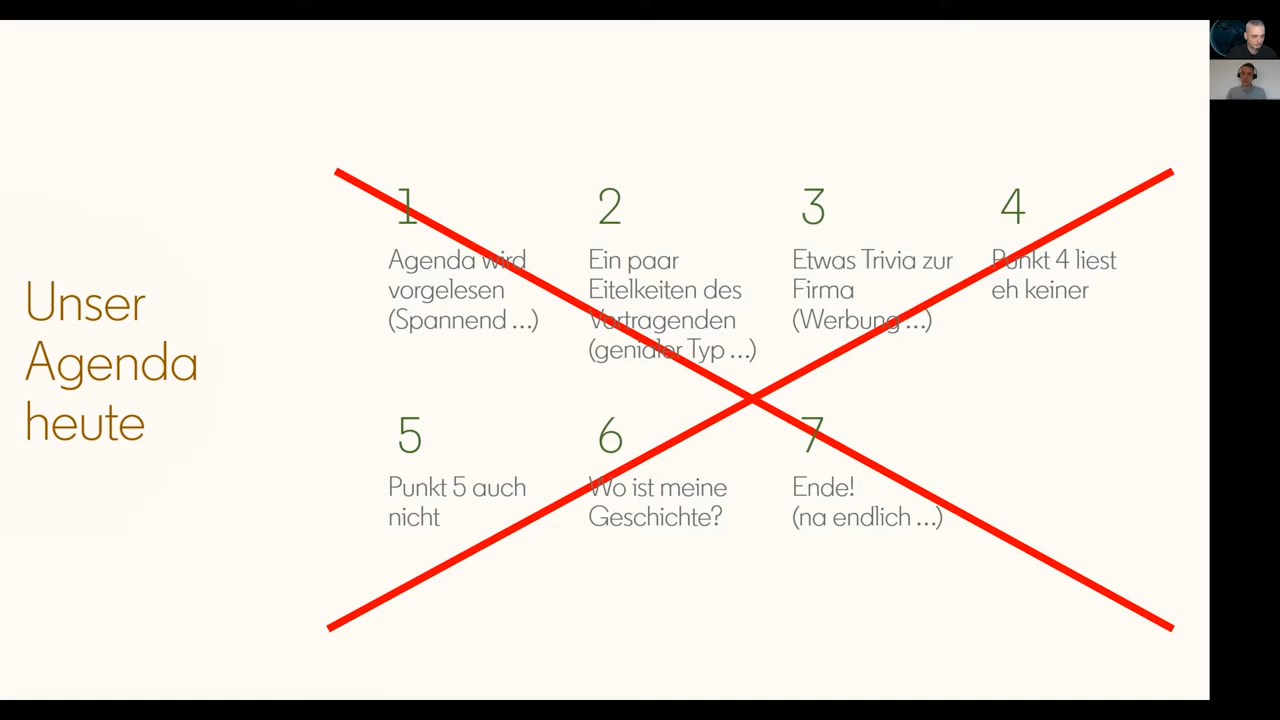 Unser
Agenda
heute
1
Agenda wird
vorgelesen
(Spannend ...)
2
Ein paar
Eitelkeiten des
Vortragenden
(genialer Typ ...)
3
Etwas Trivia zur
Firma
(Werbung ...)
4
Punkt 4 liest
eh keiner
5
Punkt 5 auch
nicht
6
Wo ist meine
Geschichte?
7
Ende!
(na endlich ...)